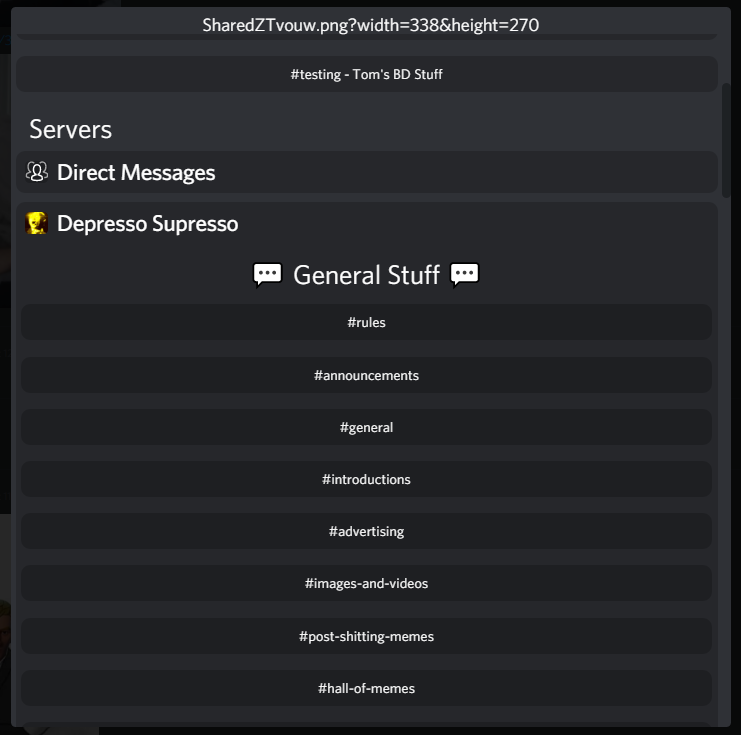 SharedZTvouw.png?width=338&height=270
#testing - Tom's BD Stuff
Servers
Direct Messages
Depresso Supresso
💬 General Stuff 💬
#rules
#announcements
#general
#introductions
#advertising
#images-and-videos
#post-shitting-memes
#hall-of-memes